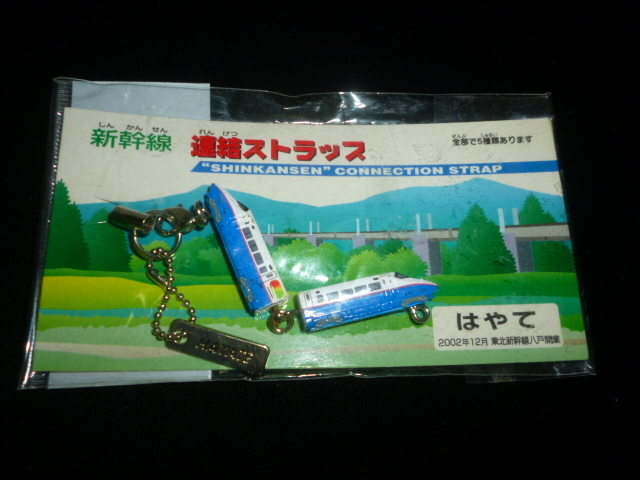 しん かん せん
新幹線
れん けつ
連結ストラップ
ぜんぶ しゅるい
全部で5種類あります
"SHINKANSEN" CONNECTION STRAP
はやて
2002年12月 東北新幹線八戸開業